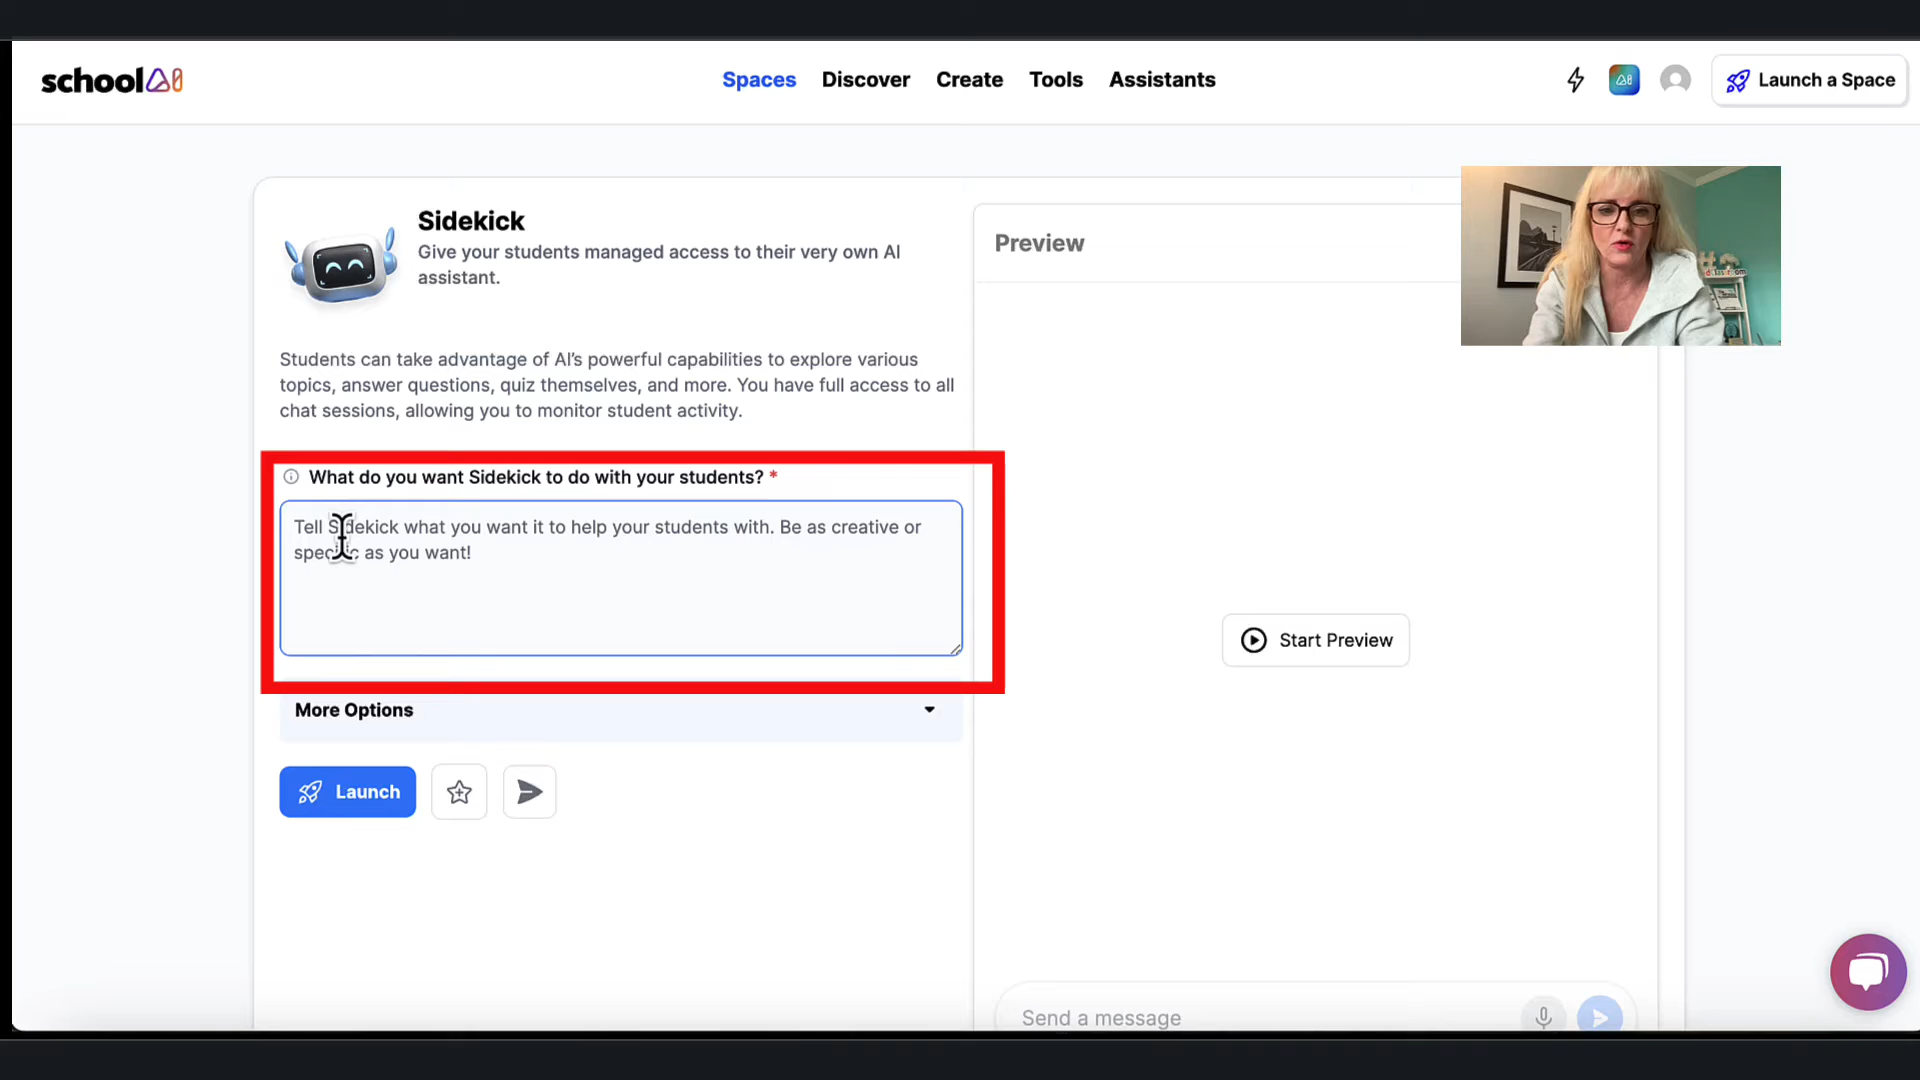 schoolAI
Spaces Discover Create Tools Assistants
Launch a Space
Sidekick
Give your students managed access to their very own AI
assistant.
Preview
Students can take advantage of AI's powerful capabilities to explore various
topics, answer questions, quiz themselves, and more. You have full access to all
chat sessions, allowing you to monitor student activity.
What do you want Sidekick to do with your students? *
Tell Sidekick what you want it to help your students with. Be as creative or
specific as you want!
Start Preview
More Options
Launch
Send a message